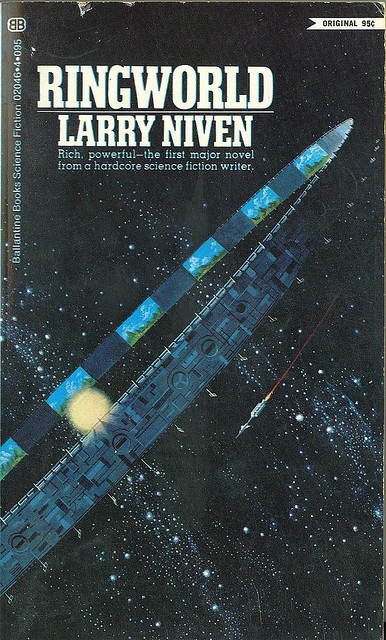 BB
ORIGINAL 95¢
Ballantine Books Science Fiction 02046•4•095
RINGWORLD
LARRY NIVEN
Rich, powerful—the first major novel
from a hardcore science fiction writer.